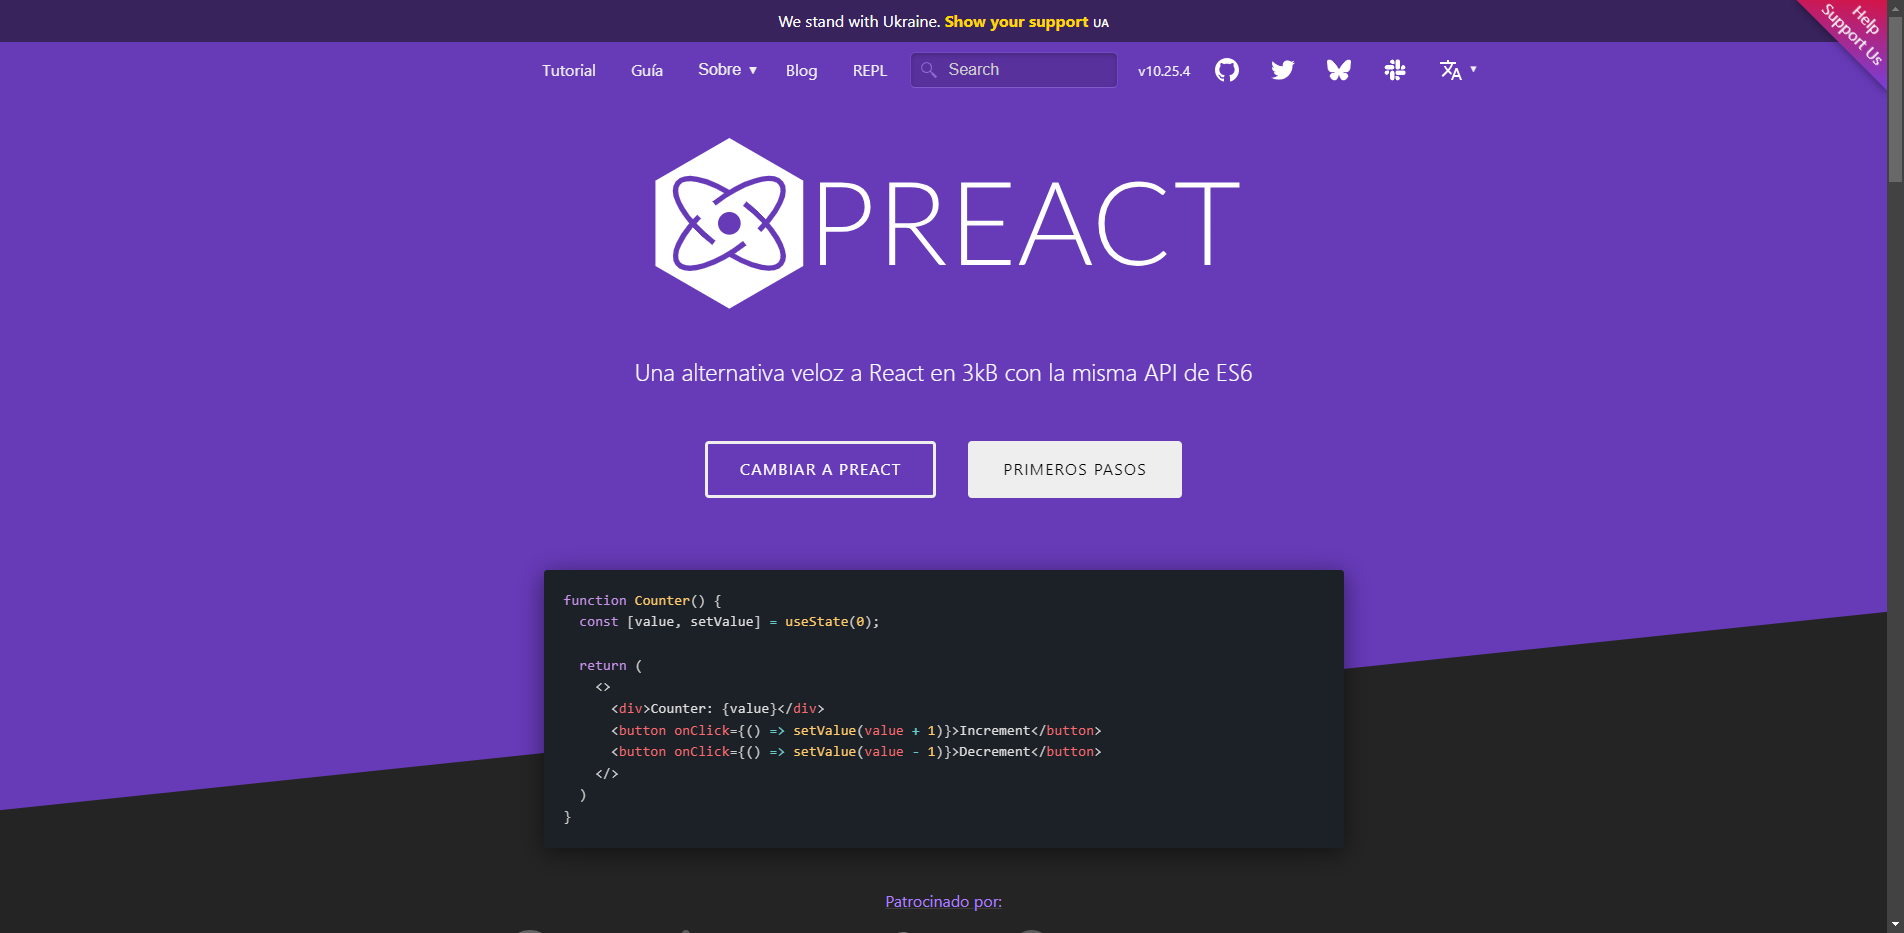 We stand with Ukraine. Show your support UA
Help
Support Us
Tutorial Guía Sobre ▼ Blog REPL Search v10.25.4
PREACT
Una alternativa veloz a React en 3kB con la misma API de ES6
CAMBIAR A PREACT PRIMEROS PASOS
function Counter() {
  const [value, setValue] = useState(0);
  return (
    <>
      <div>Counter: {value}</div>
      <button onClick={() => setValue(value + 1)}>Increment</button>
      <button onClick={() => setValue(value - 1)}>Decrement</button>
    </>
  )
}
Patrocinado por: